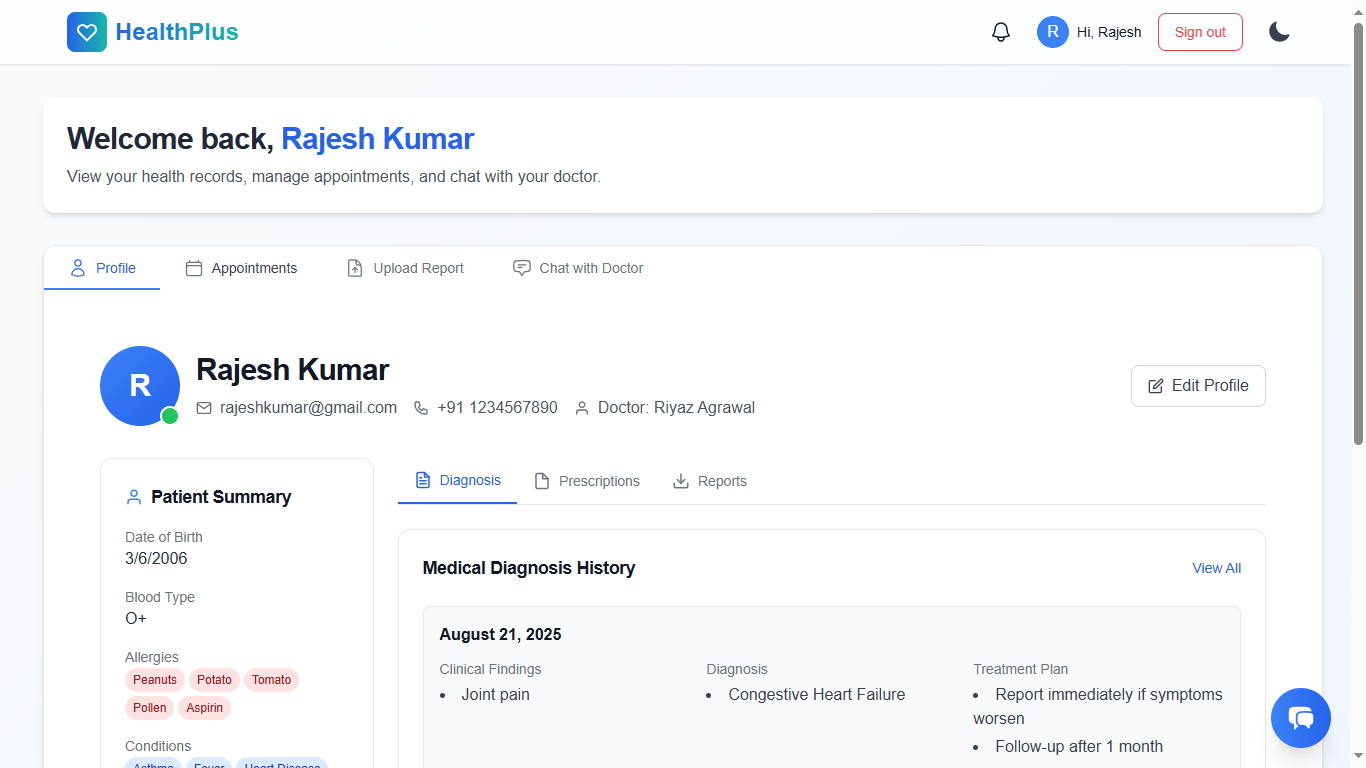 HealthPlus
R
Hi, Rajesh
Sign out
Welcome back, Rajesh Kumar
View your health records, manage appointments, and chat with your doctor.
Profile
Appointments
Upload Report
Chat with Doctor
R
Rajesh Kumar
rajeshkumar@gmail.com
+91 1234567890
Doctor: Riyaz Agrawal
Edit Profile
Patient Summary
Date of Birth
3/6/2006
Blood Type
O+
Allergies
Peanuts Potato Tomato
Pollen Aspirin
Conditions
Asthma Fever Heart Disease
Diagnosis
Prescriptions
Reports
Medical Diagnosis History
View All
August 21, 2025
Clinical Findings
• Joint pain
Diagnosis
• Congestive Heart Failure
Treatment Plan
• Report immediately if symptoms
worsen
• Follow-up after 1 month